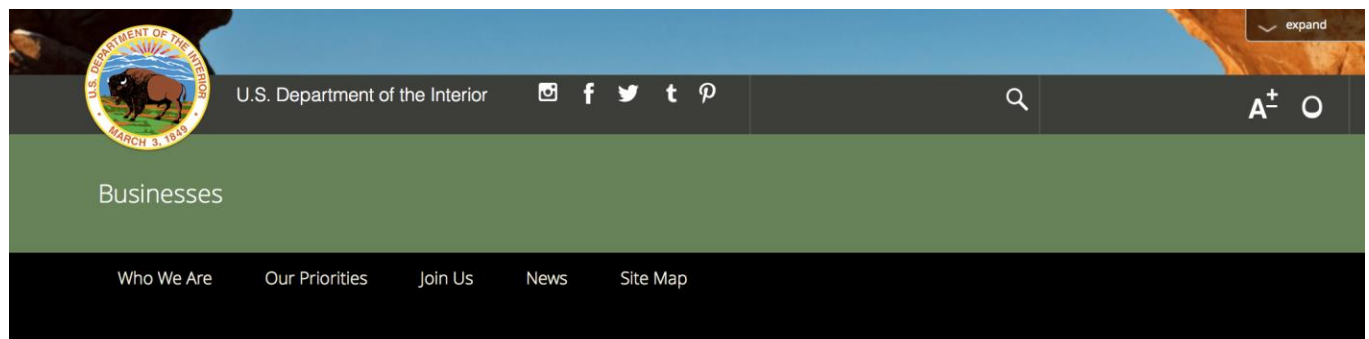 expand
U.S. DEPARTMENT OF THE INTERIOR
MARCH 3, 1849
U.S. Department of the Interior
A±
Businesses
Who We Are Our Priorities Join Us News Site Map